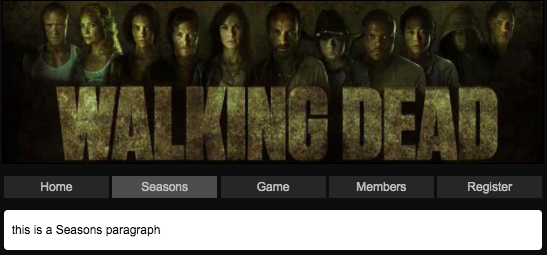 WALKING DEAD
Home Seasons Game Members Register
this is a Seasons paragraph